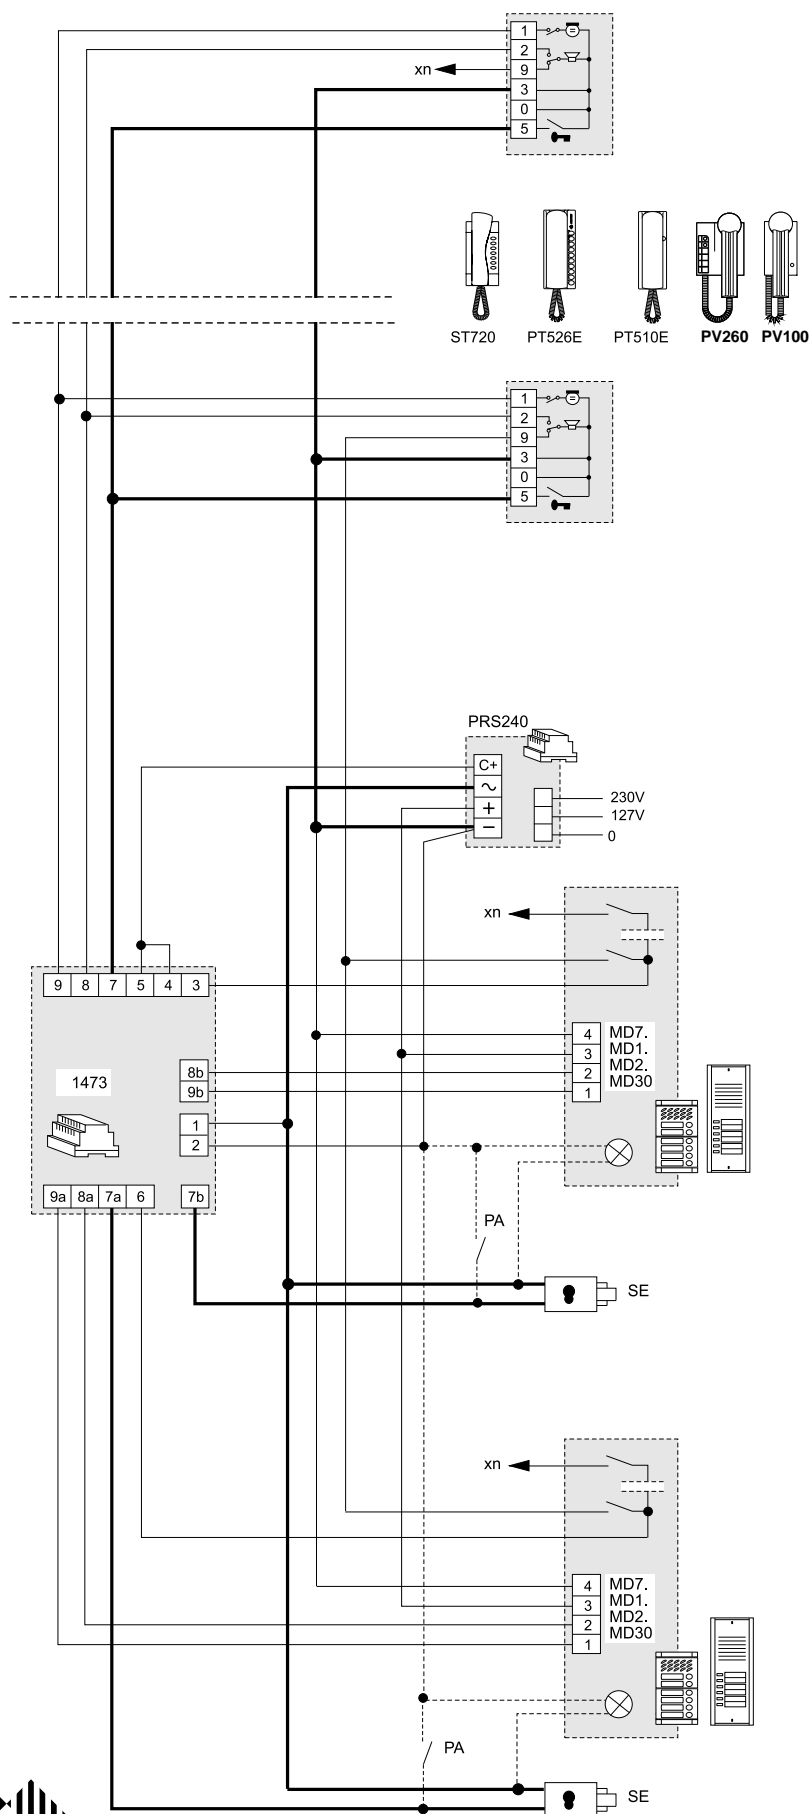 1
2
xn 9
3
0
5
ST720 PT526E PT510E PV260 PV100
1
2
9
3
0
5
PRS240
C+
~
+
−
230V
127V
0
xn
9 8 7 5 4 3
4 MD7.
3 MD1.
2 MD2.
1 MD30
8b
9b
1473
1
2
9a 8a 7a 6 7b
PA
SE
xn
4 MD7.
3 MD1.
2 MD2.
1 MD30
PA
SE